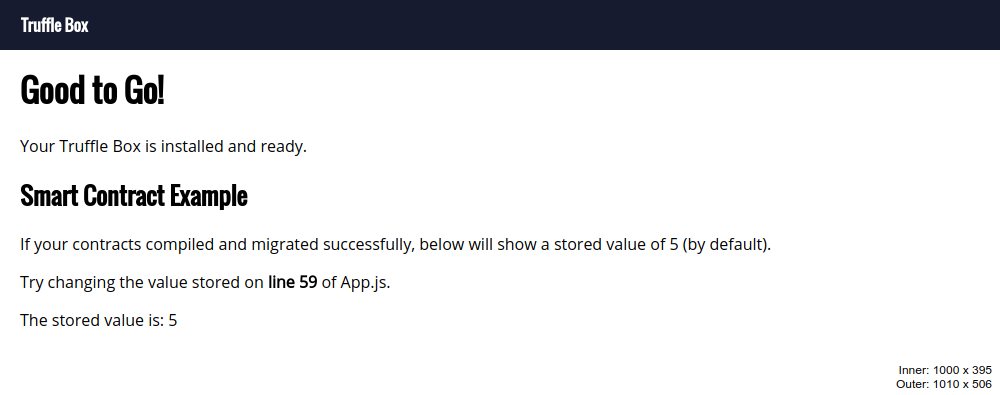 Truffle Box
Good to Go!
Your Truffle Box is installed and ready.
Smart Contract Example
If your contracts compiled and migrated successfully, below will show a stored value of 5 (by default).
Try changing the value stored on line 59 of App.js.
The stored value is: 5
Inner: 1000 x 395
Outer: 1010 x 506